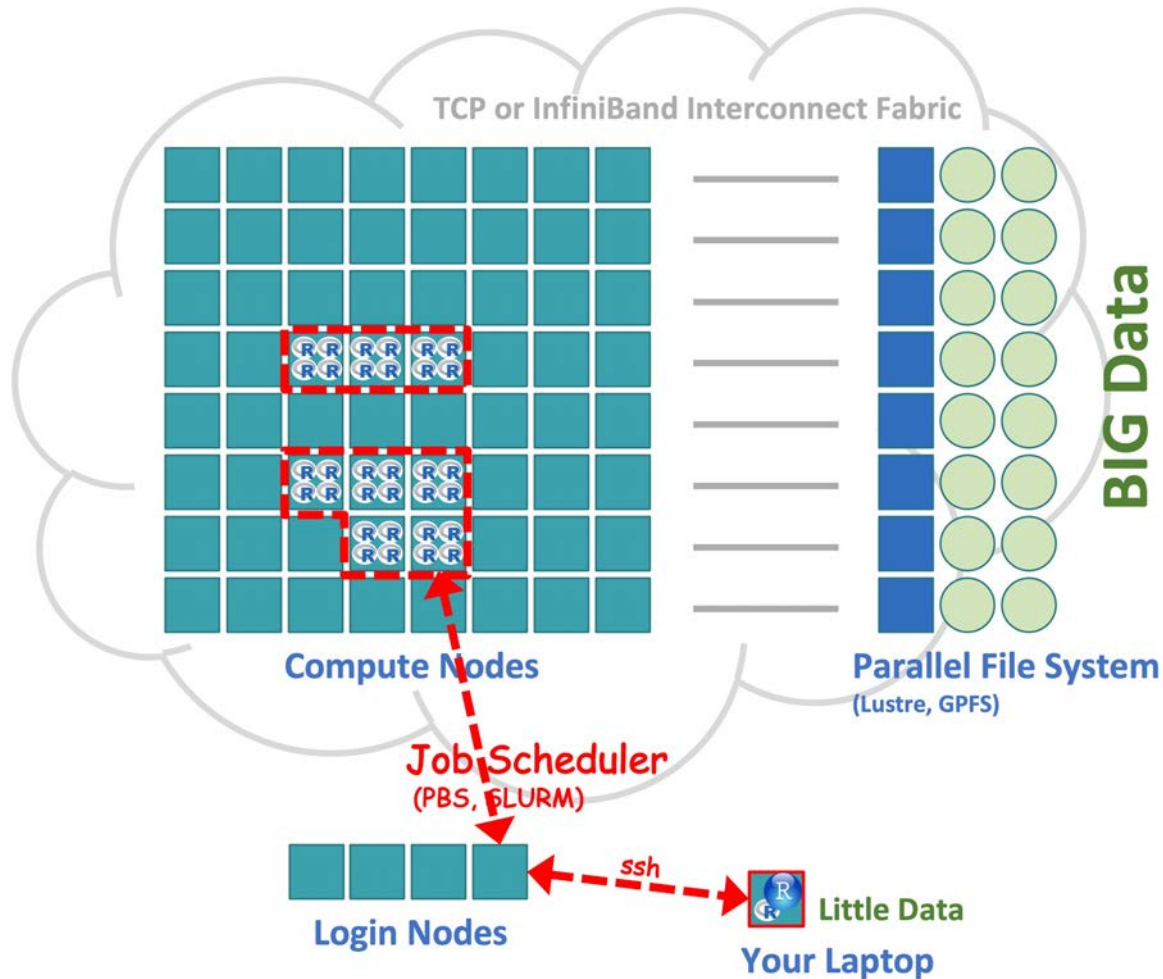 TCP or InfiniBand Interconnect Fabric
R R R R R R
R R R R R R
R R R R R R
R R R R R R
R R R R
R R R R
BIG Data
Compute Nodes
Parallel File System
(Lustre, GPFS)
Job Scheduler
(PBS, SLURM)
ssh
R
R
Little Data
Login Nodes
Your Laptop